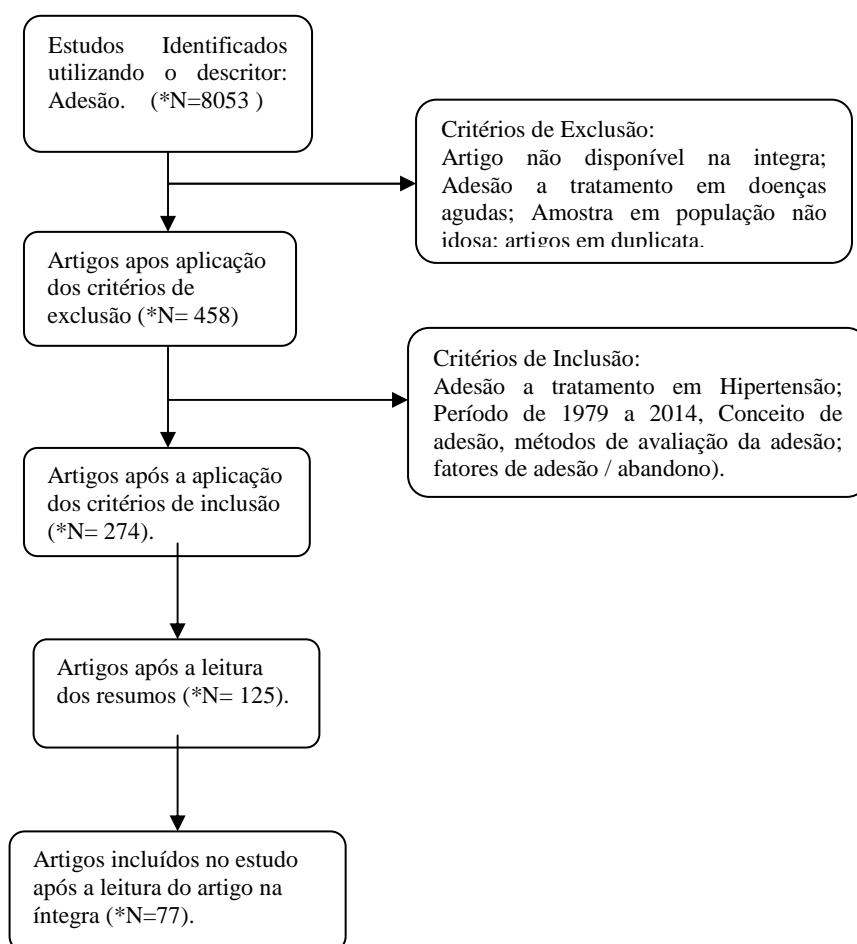 Estudos Identificados
utilizando o descritor:
Adesão. (*N=8053 )
Critérios de Exclusão:
Artigo não disponível na integra;
Adesão a tratamento em doenças
agudas; Amostra em população não
idosa; artigos em duplicata.
Artigos apos aplicação
dos critérios de
exclusão (*N= 458)
Critérios de Inclusão:
Adesão a tratamento em Hipertensão;
Período de 1979 a 2014, Conceito de
adesão, métodos de avaliação da adesão;
fatores de adesão / abandono).
Artigos após a aplicação
dos critérios de inclusão
(*N= 274).
Artigos após a leitura
dos resumos (*N= 125).
Artigos incluídos no estudo
após a leitura do artigo na
íntegra (*N=77).